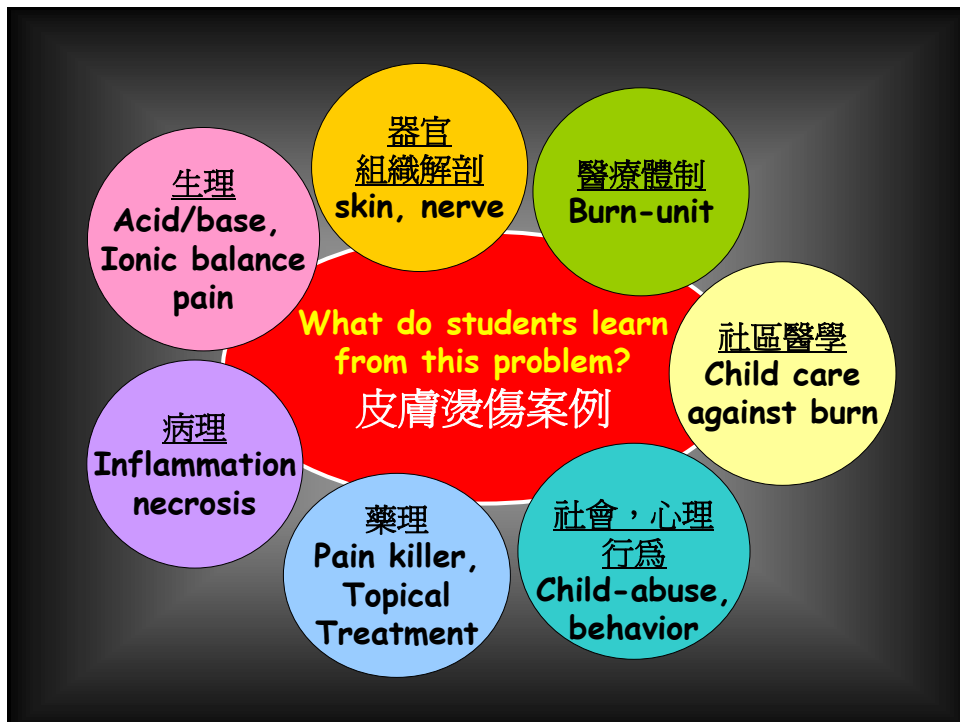 器官
組織解剖
skin, nerve
醫療體制
Burn-unit
生理
Acid/base,
Ionic balance
pain
What do students learn
from this problem?
皮膚燙傷案例
社區醫學
Child care
against burn
病理
Inflammation
necrosis
藥理
Pain killer,
Topical
Treatment
社會，心理
行為
Child-abuse,
behavior